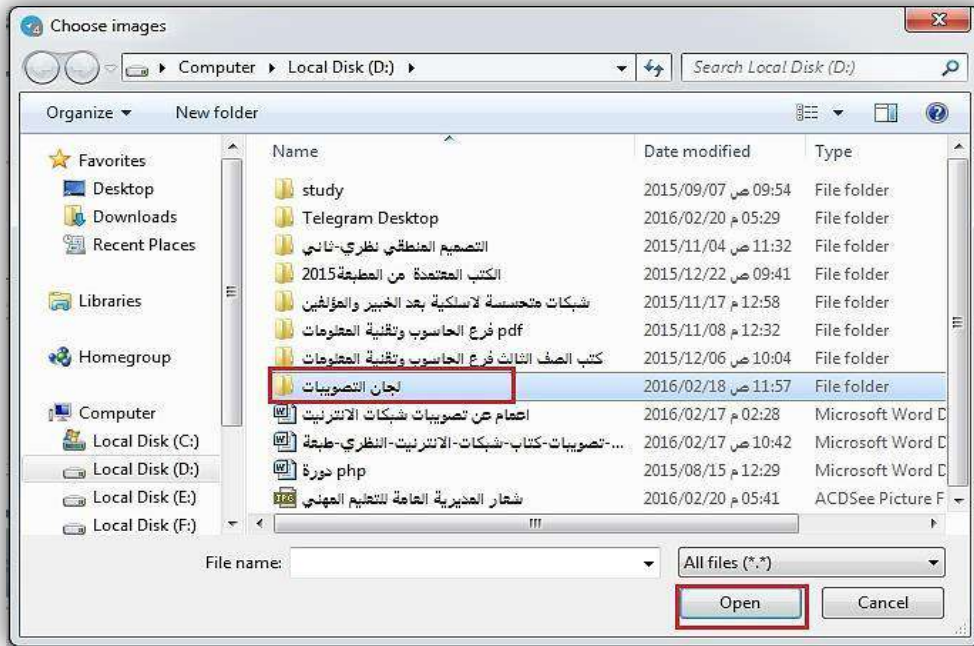 Choose images
Computer Local Disk (D:) Search Local Disk (D:)
Organize New folder
Favorites
Desktop
Downloads
Recent Places
Libraries
Homegroup
Computer
Local Disk (C:)
Local Disk (D:)
Local Disk (E:)
Local Disk (F:)
Name Date modified Type
study 2015/09/07 09:54 ص File folder
Telegram Desktop 2016/02/20 05:29 م File folder
التصميم المنطقي نظري-ثاني 2015/11/04 11:32 ص File folder
الكتب المعتمدة من المطبعة2015 2015/12/22 09:41 ص File folder
شبكات متحسسة لاسلكية بعد الخبير والمؤلفين 2015/11/17 12:58 م File folder
pdf فرع الحاسوب وتقنية المعلومات 2015/11/08 12:32 م File folder
كتب الصف الثالث فرع الحاسوب وتقنية المعلومات 2015/12/06 10:04 ص File folder
لجان التصويبات 2016/02/18 11:57 ص File folder
اعمام عن تصويبات شبكات الانترنيت 2016/02/17 02:28 م Microsoft Word D
...-تصويبات-كتاب-شبكات-الانترنيت-النظري-طبعة 2016/02/17 10:42 ص Microsoft Word D
دورة php 2015/08/15 12:29 م Microsoft Word D
شعار المديرية العامة للتعليم المهني 2016/02/20 05:41 م ACDSee Picture F
File name: All files (*.*)
Open Cancel